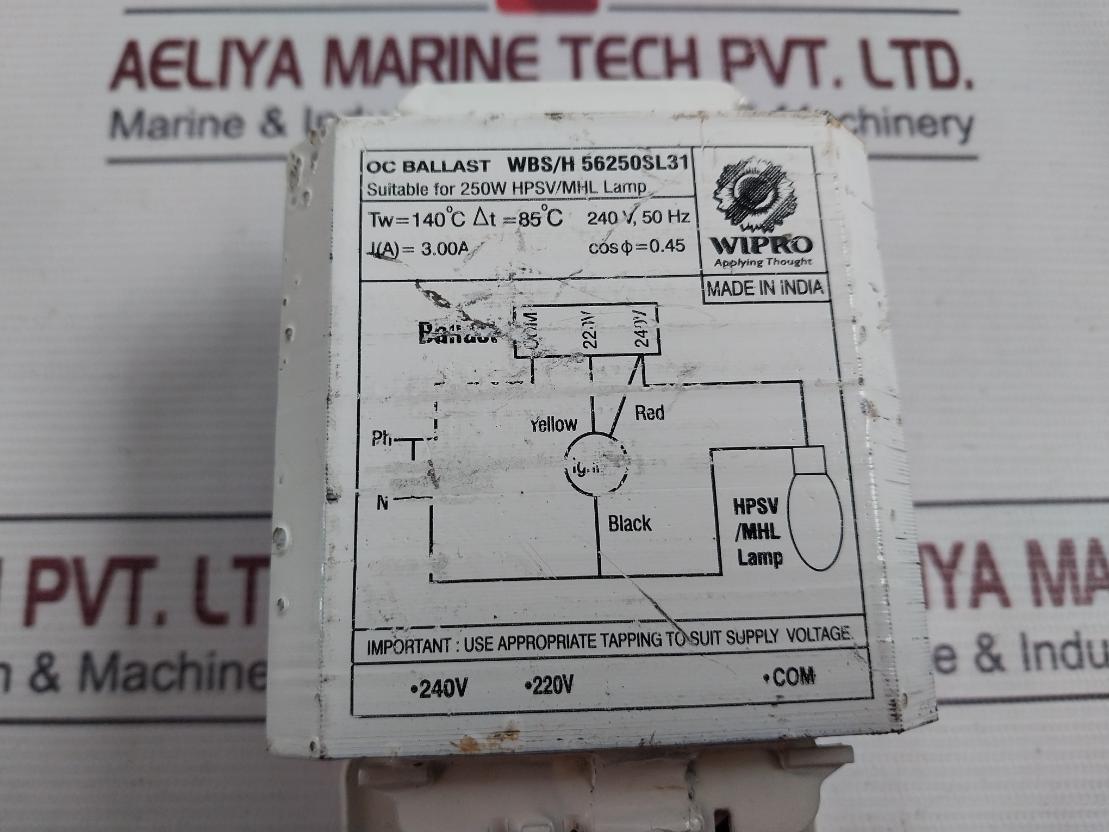 AELIYA MARINE TECH PVT. LTD.
Marine & chinery
OC BALLAST WBS/H 56250SL31
Suitable for 250W HPSV/MHL Lamp
Tw=140°C Δt =85°C 240 V, 50 Hz
I(A)= 3.00A cos φ=0.45
WIPRO
Applying Thought
MADE IN INDIA
Ballast
COM 220V 240V
Yellow Red
Ph
N
Black
HPSV
/MHL
Lamp
IMPORTANT : USE APPROPRIATE TAPPING TO SUIT SUPPLY VOLTAGE.
•240V •220V •COM
PVT. LT
YA MA
& Machine
e & Indu